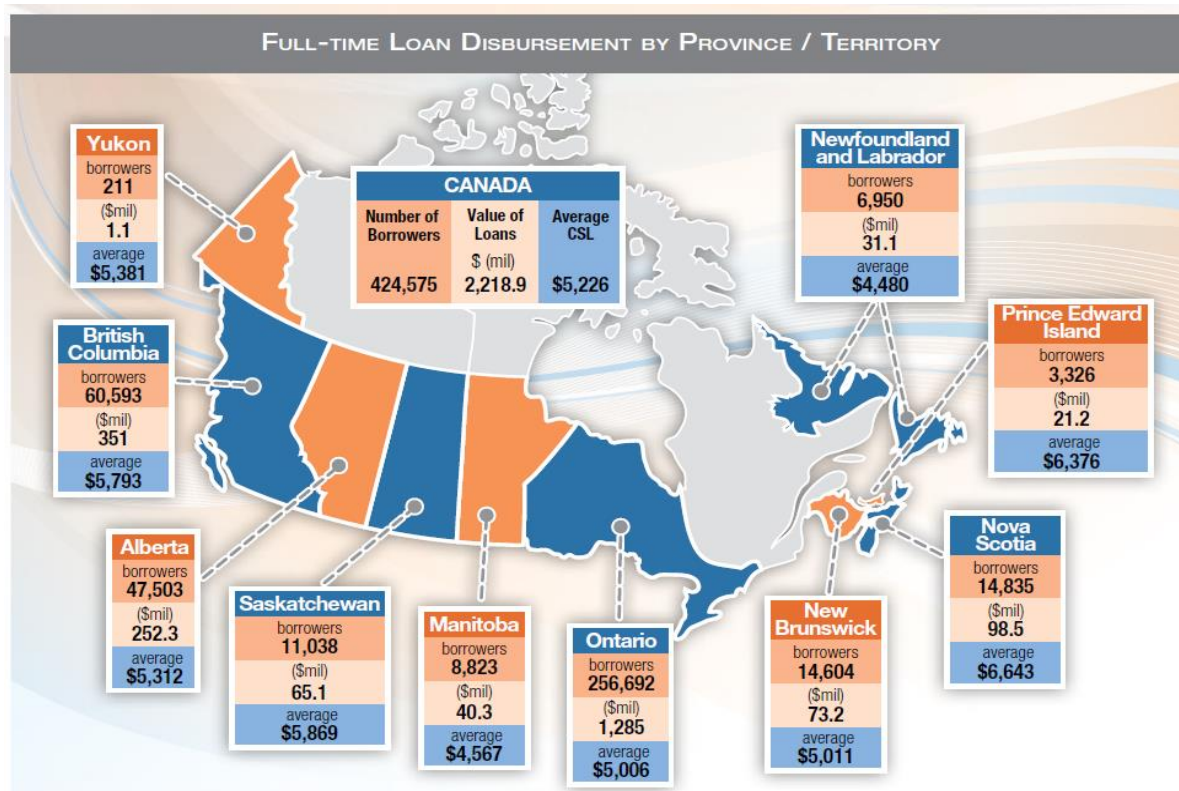 FULL-TIME LOAN DISBURSEMENT BY PROVINCE / TERRITORY
Yukon
borrowers
211
($mil)
1.1
average
$5,381
CANADA
Number of
Borrowers
424,575
Value of
Loans
$ (mil)
2,218.9
Average
CSL
$5,226
Newfoundland
and Labrador
borrowers
6,950
($mil)
31.1
average
$4,480
British
Columbia
borrowers
60,593
($mil)
351
average
$5,793
Prince Edward
Island
borrowers
3,326
($mil)
21.2
average
$6,376
Alberta
borrowers
47,503
($mil)
252.3
average
$5,312
Saskatchewan
borrowers
11,038
($mil)
65.1
average
$5,869
Manitoba
borrowers
8,823
($mil)
40.3
average
$4,567
Ontario
borrowers
256,692
($mil)
1,285
average
$5,006
New
Brunswick
borrowers
14,604
($mil)
73.2
average
$5,011
Nova
Scotia
borrowers
14,835
($mil)
98.5
average
$6,643